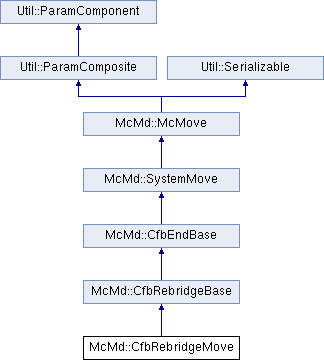 Util::ParamComponent
Util::ParamComposite
Util::Serializable
McMd::McMove
McMd::SystemMove
McMd::CfbEndBase
McMd::CfbRebridgeBase
McMd::CfbRebridgeMove